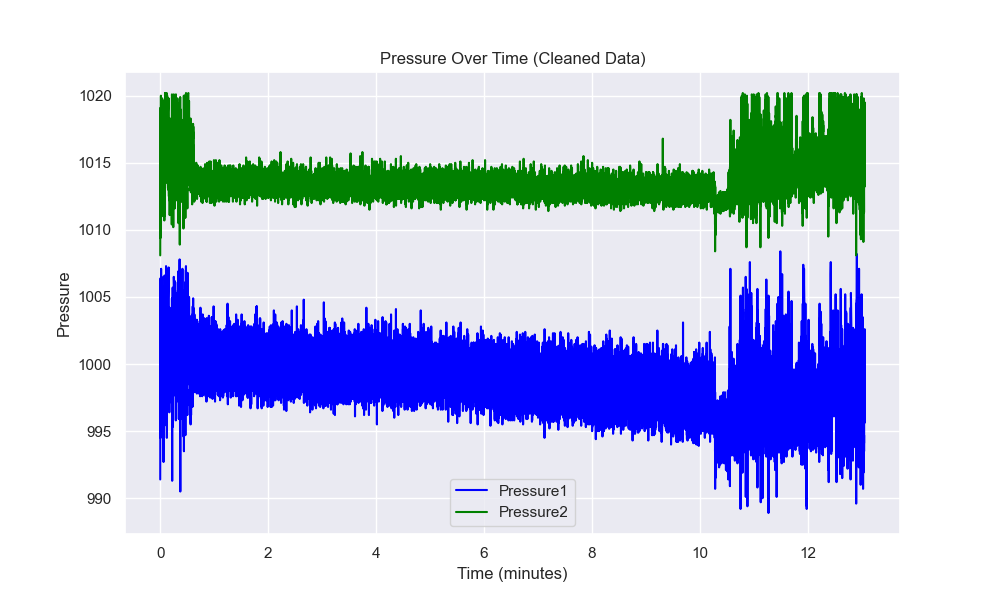 Pressure Over Time (Cleaned Data)
1020
1015
1010
1005
1000
995
990
Pressure
Pressure1
Pressure2
0 2 4 6 8 10 12
Time (minutes)